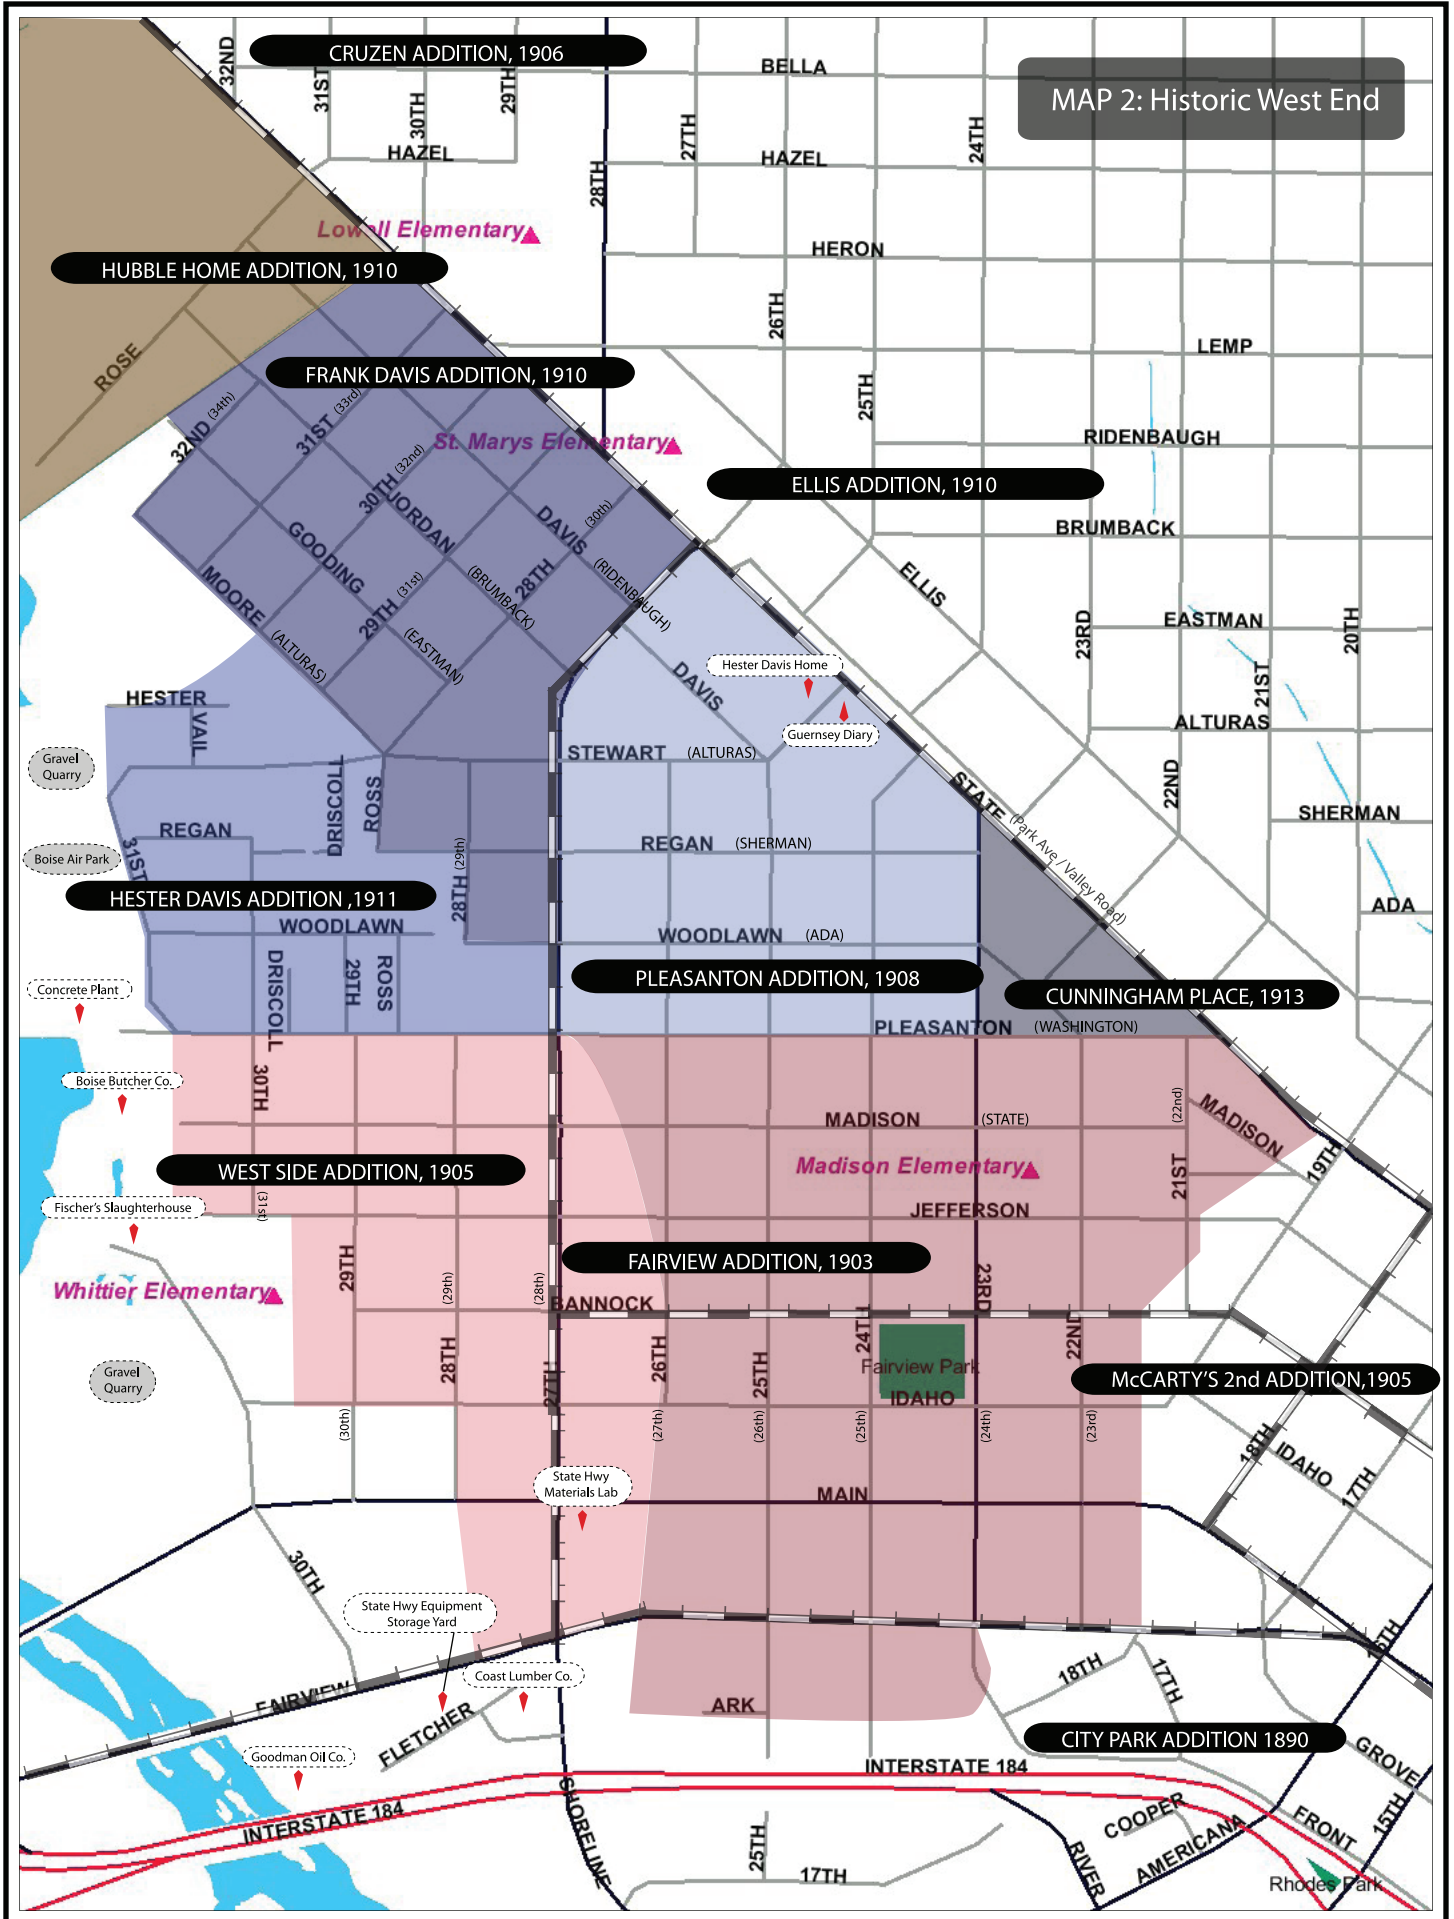 CRUZEN ADDITION, 1906
MAP 2: Historic West End
32ND
31ST
30TH
29TH
BELLA
27TH
24TH
HAZEL
HAZEL
28TH
Lowell Elementary
HERON
HUBBLE HOME ADDITION, 1910
26TH
ROSE
LEMP
FRANK DAVIS ADDITION, 1910
25TH
32ND (34th)
31ST (33rd)
St. Marys Elementary
RIDENBAUGH
30TH (32nd)
ELLIS ADDITION, 1910
JORDAN
DAVIS
(30th)
BRUMBACK
GOODING
MOORE
29TH (31st)
(BRUMBACK)
28TH
(RIDENBAUGH)
ELLIS
EASTMAN
23RD
20TH
(ALTURAS)
(EASTMAN)
Hester Davis Home
DAVIS
21ST
HESTER
VAIL
Guernsey Diary
ALTURAS
STEWART (ALTURAS)
Gravel
Quarry
DRISCOLL
ROSS
STATE
(Park Ave / Valley Road)
22ND
SHERMAN
REGAN
REGAN (SHERMAN)
31ST
Boise Air Park
28TH (29th)
HESTER DAVIS ADDITION ,1911
ADA
WOODLAWN
WOODLAWN (ADA)
DRISCOLL
29TH
ROSS
PLEASANTON ADDITION, 1908
Concrete Plant
CUNNINGHAM PLACE, 1913
PLEASANTON (WASHINGTON)
Boise Butcher Co.
30TH
(22nd)
MADISON
MADISON (STATE)
WEST SIDE ADDITION, 1905
Madison Elementary
19TH
21ST
Fischer's Slaughterhouse
(31st)
JEFFERSON
29TH
FAIRVIEW ADDITION, 1903
Whittier Elementary
(29th)
(28th)
23RD
BANNOCK
28TH
27TH
26TH
25TH
24TH
22ND
Fairview Park
Gravel
Quarry
McCARTY'S 2nd ADDITION,1905
IDAHO
(30th)
(27th)
(26th)
(25th)
(24th)
(23rd)
18TH
IDAHO
17TH
State Hwy
Materials Lab
MAIN
30TH
State Hwy Equipment
Storage Yard
16TH
Coast Lumber Co.
18TH
17TH
FAIRVIEW
ARK
FLETCHER
CITY PARK ADDITION 1890
GROVE
Goodman Oil Co.
INTERSTATE 184
SHORELINE
INTERSTATE 184
COOPER
FRONT
15TH
25TH
AMERICANA
RIVER
17TH
Rhodes Park